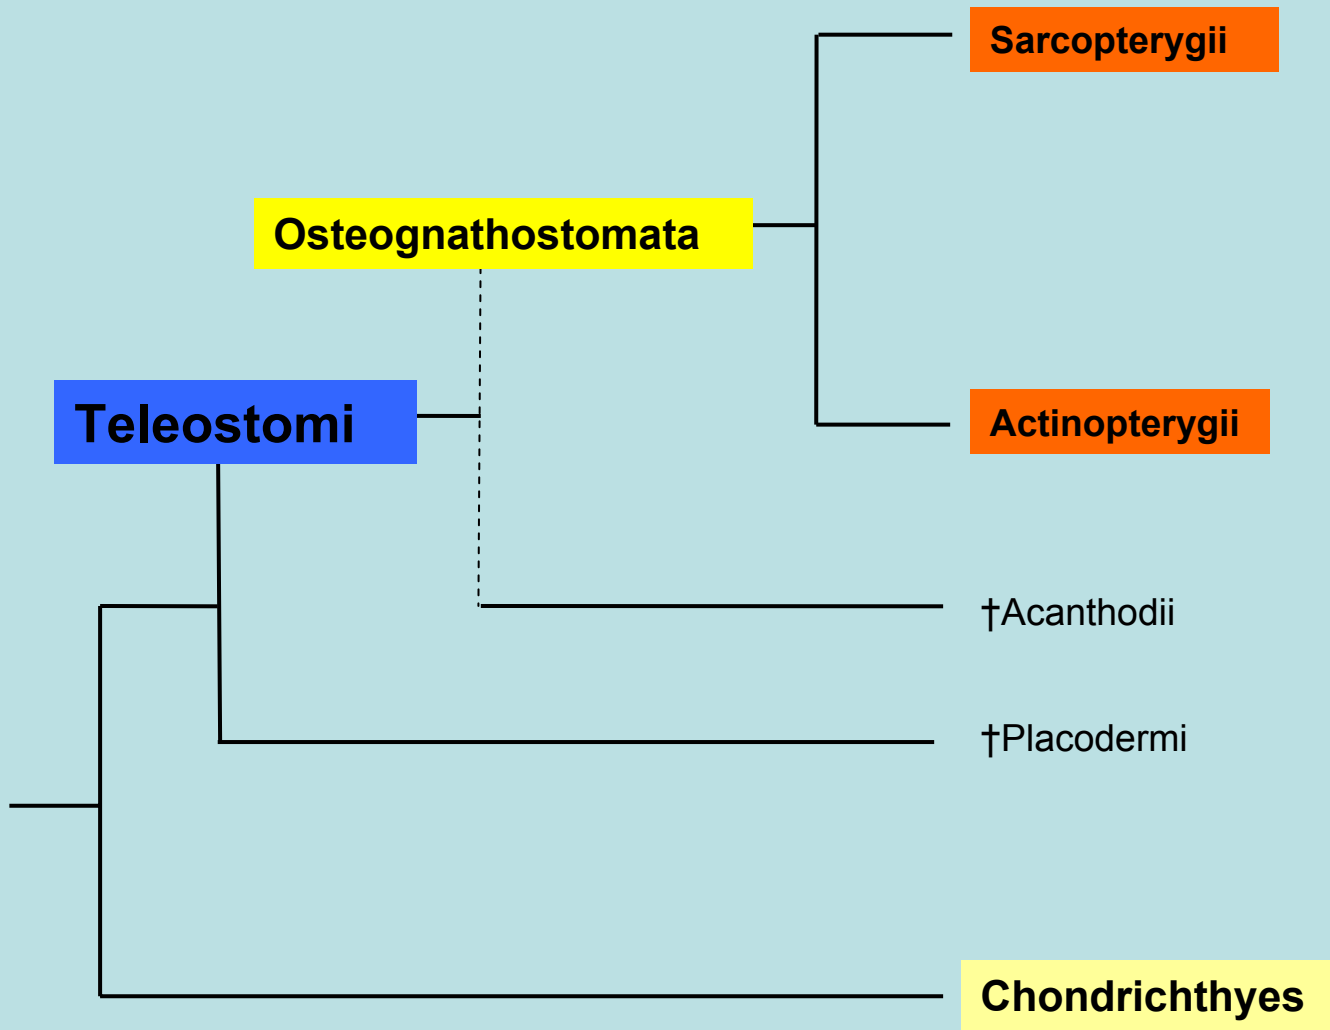 Sarcopterygii
Osteognathostomata
Teleostomi
Actinopterygii
†Acanthodii
†Placodermi
Chondrichthyes